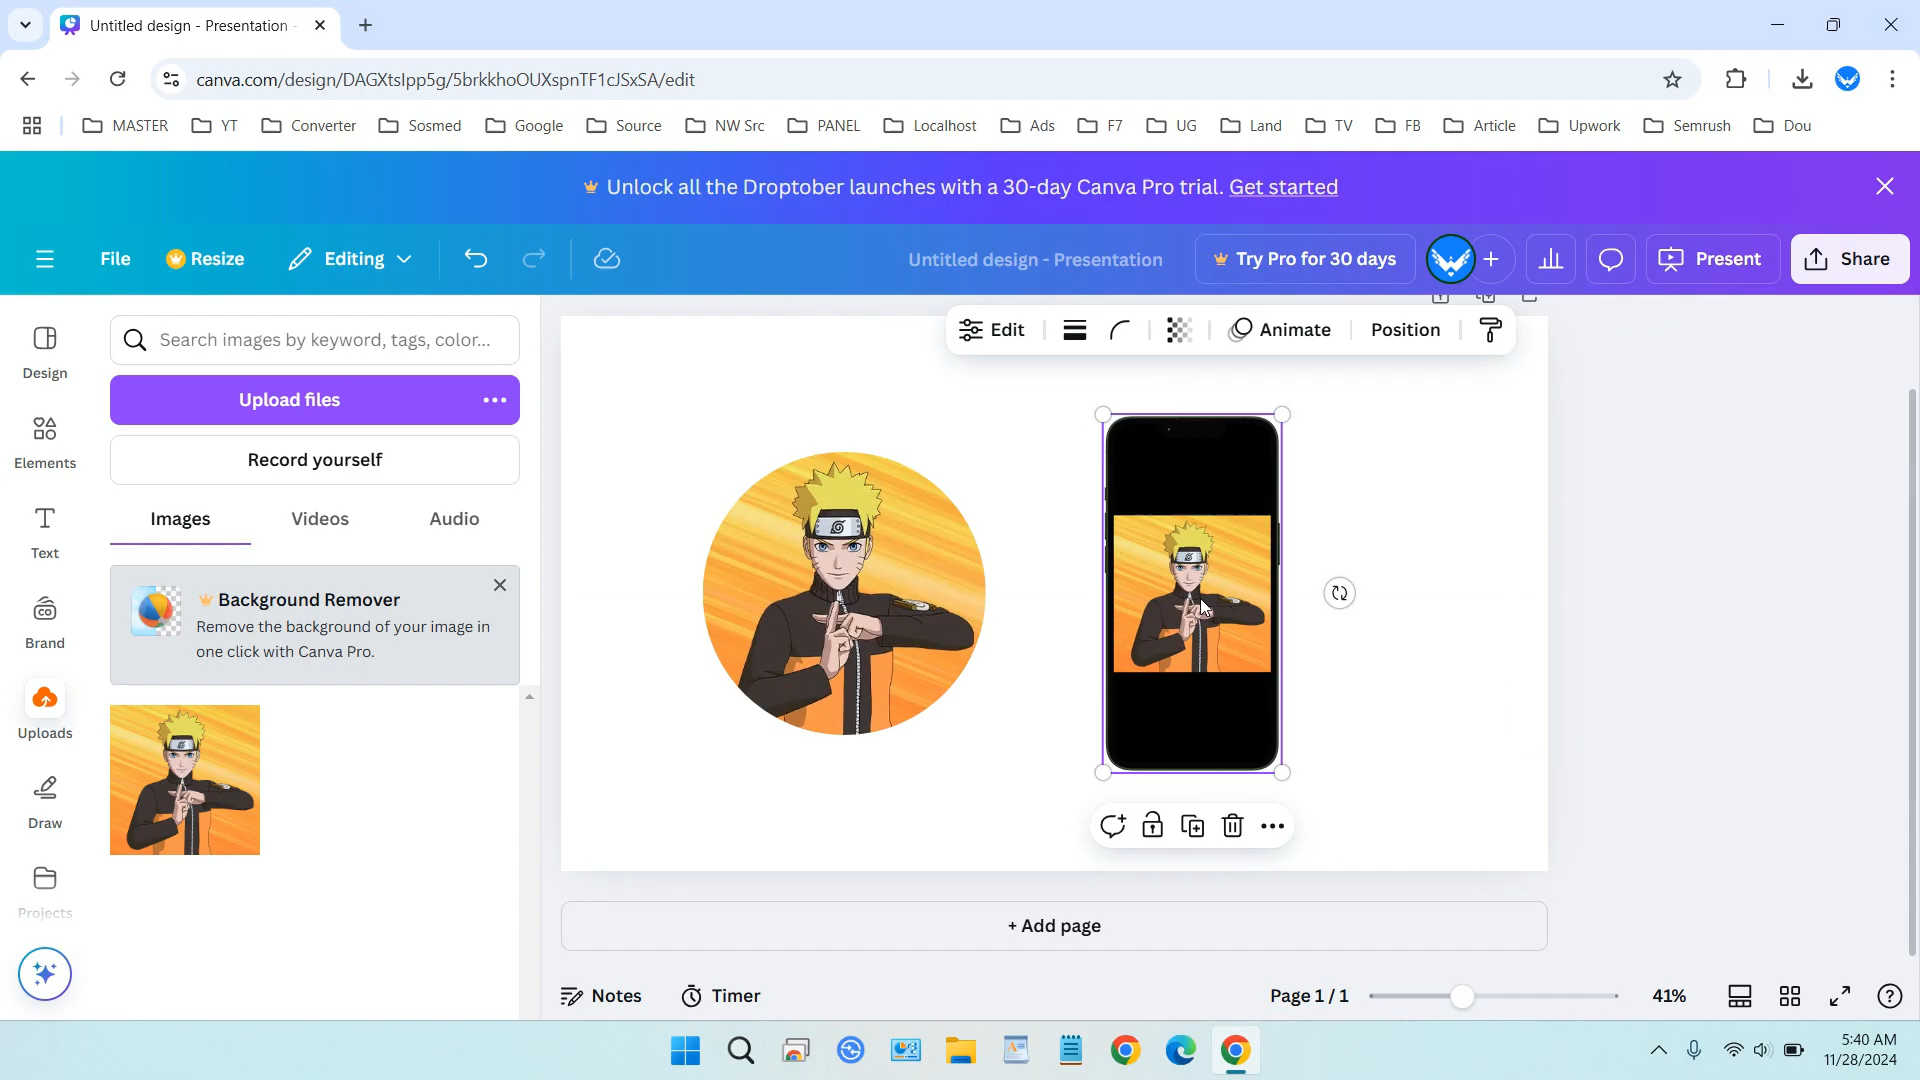 Untitled design - Presentation -
canva.com/design/DAGXtsIpp5g/5brkkhoOUXspnTF1cJSxSA/edit
MASTER YT Converter Sosmed Google Source NW Src PANEL Localhost Ads F7 UG Land TV FB Article Upwork Semrush Dou
Unlock all the Droptober launches with a 30-day Canva Pro trial. Get started
File Resize Editing Untitled design - Presentation Try Pro for 30 days Present Share
Design
Elements
Text
Brand
Uploads
Draw
Projects
Search images by keyword, tags, color...
Upload files
Record yourself
Images Videos Audio
Background Remover
Remove the background of your image in
one click with Canva Pro.
Edit Animate Position
+ Add page
Notes Timer Page 1 / 1 41%
5:40 AM
11/28/2024